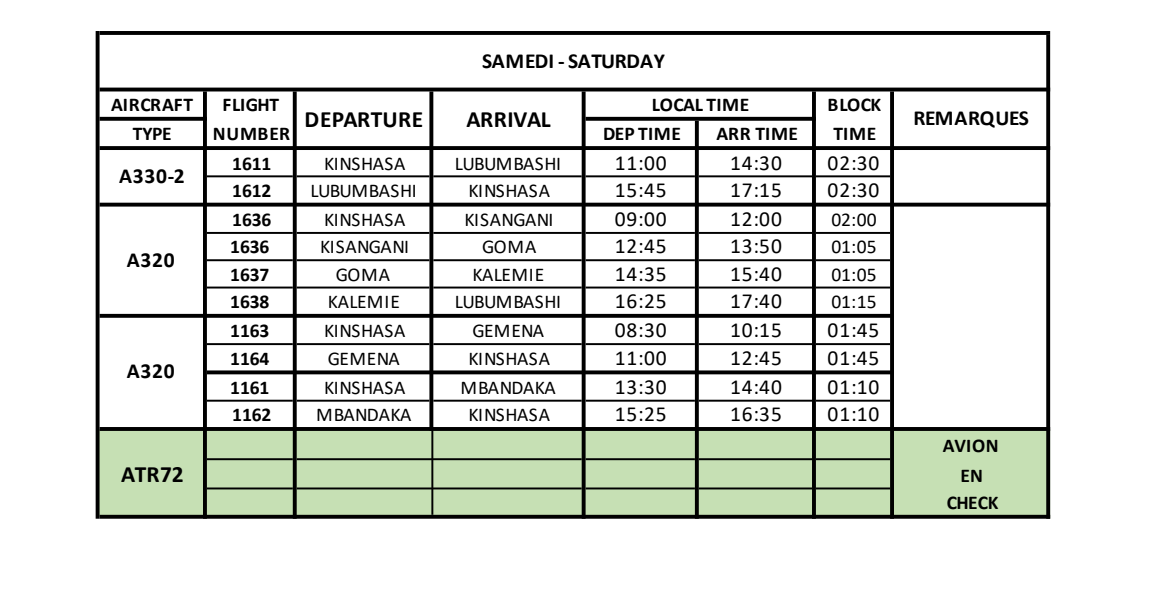 SAMEDI - SATURDAY
AIRCRAFT FLIGHT DEPARTURE ARRIVAL LOCAL TIME BLOCK REMARQUES
TYPE NUMBER DEP TIME ARR TIME TIME
A330-2
1611 KINSHASA LUBUMBASHI 11:00 14:30 02:30
1612 LUBUMBASHI KINSHASA 15:45 17:15 02:30
A320
1636 KINSHASA KISANGANI 09:00 12:00 02:00
1636 KISANGANI GOMA 12:45 13:50 01:05
1637 GOMA KALEMIE 14:35 15:40 01:05
1638 KALEMIE LUBUMBASHI 16:25 17:40 01:15
A320
1163 KINSHASA GEMENA 08:30 10:15 01:45
1164 GEMENA KINSHASA 11:00 12:45 01:45
1161 KINSHASA MBANDAKA 13:30 14:40 01:10
1162 MBANDAKA KINSHASA 15:25 16:35 01:10
ATR72
AVION
EN
CHECK